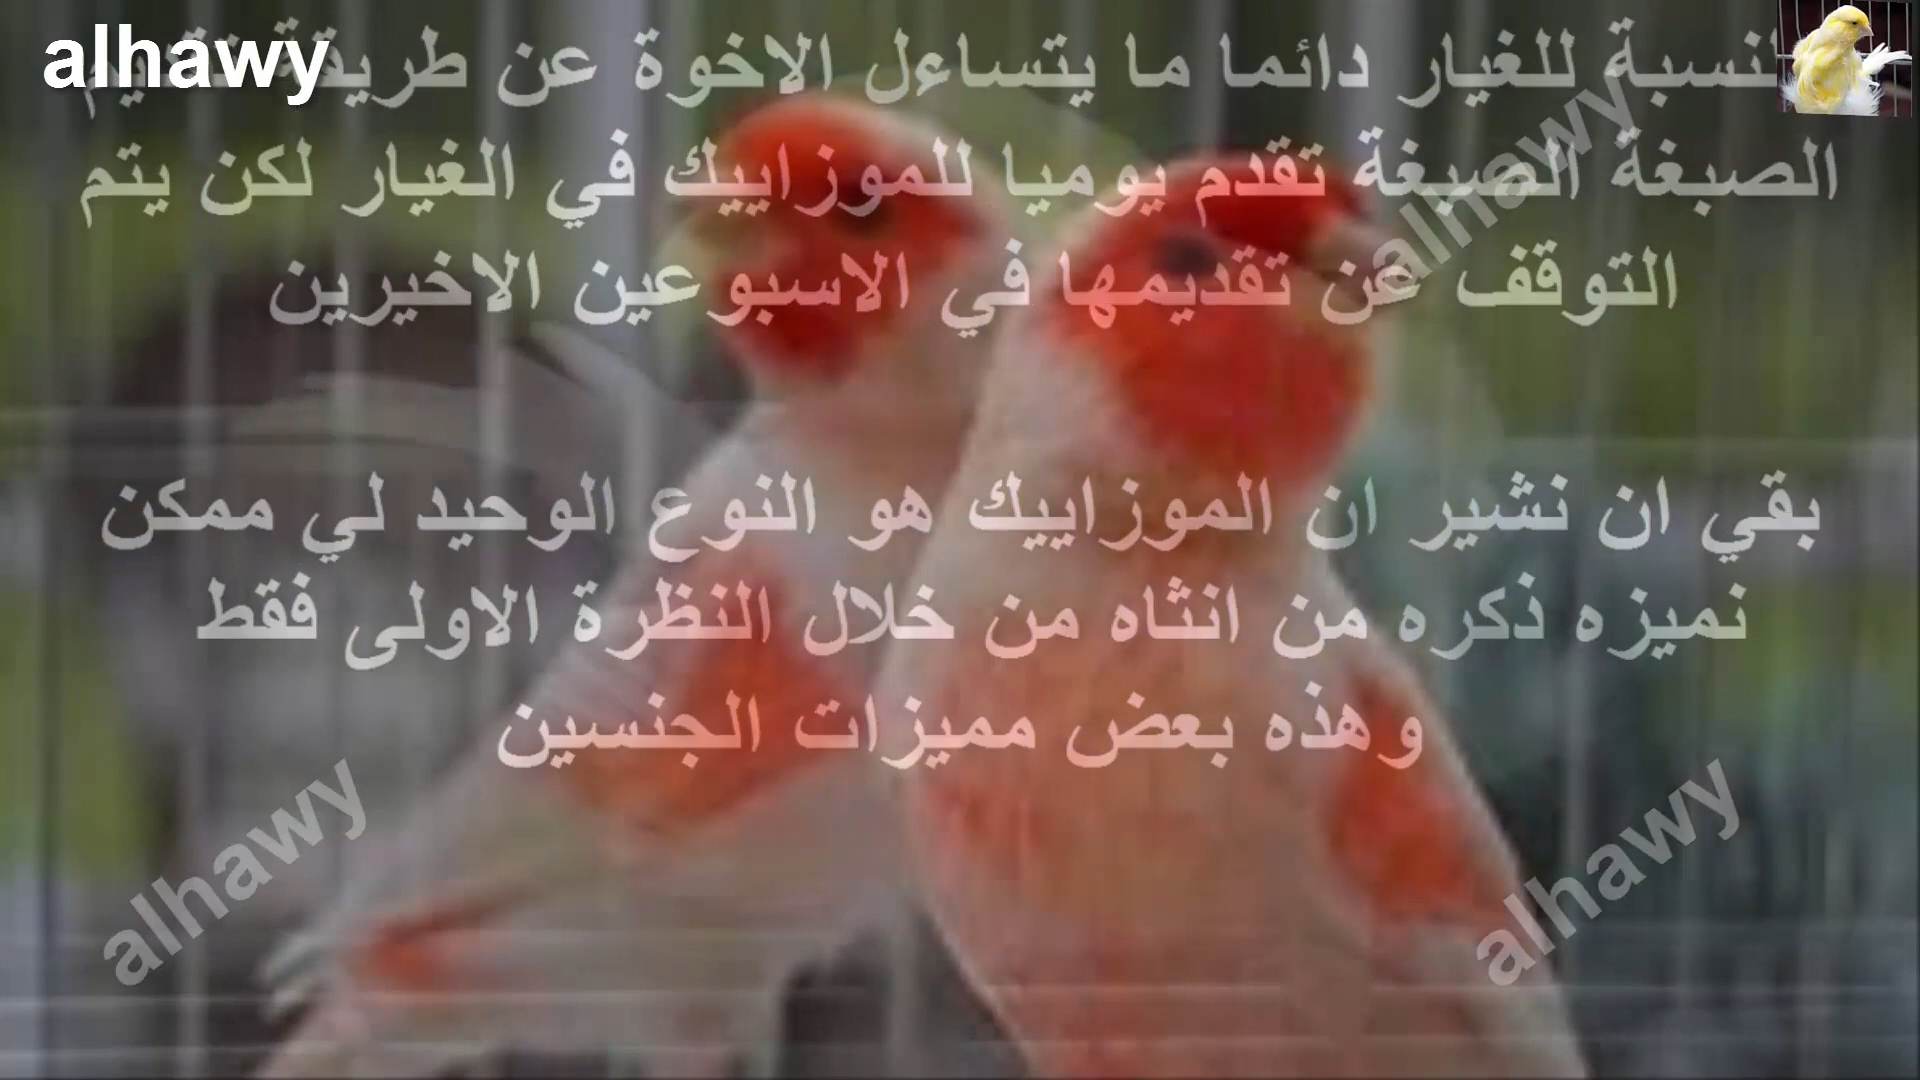 alhawy
لنسبة للغيار دائما ما يتساءل الاخوة عن طريقة تقديم
الصبغة الصبغة تقدم يوميا للموزاييك في الغيار لكن يتم
التوقف عن تقديمها في الاسبوعين الاخيرين
alhawy
بقي ان نشير ان الموزاييك هو النوع الوحيد لي ممكن
نميزه ذكره من انثاه من خلال النظرة الاولى فقط
وهذه بعض مميزات الجنسين
alhawy
alhawy